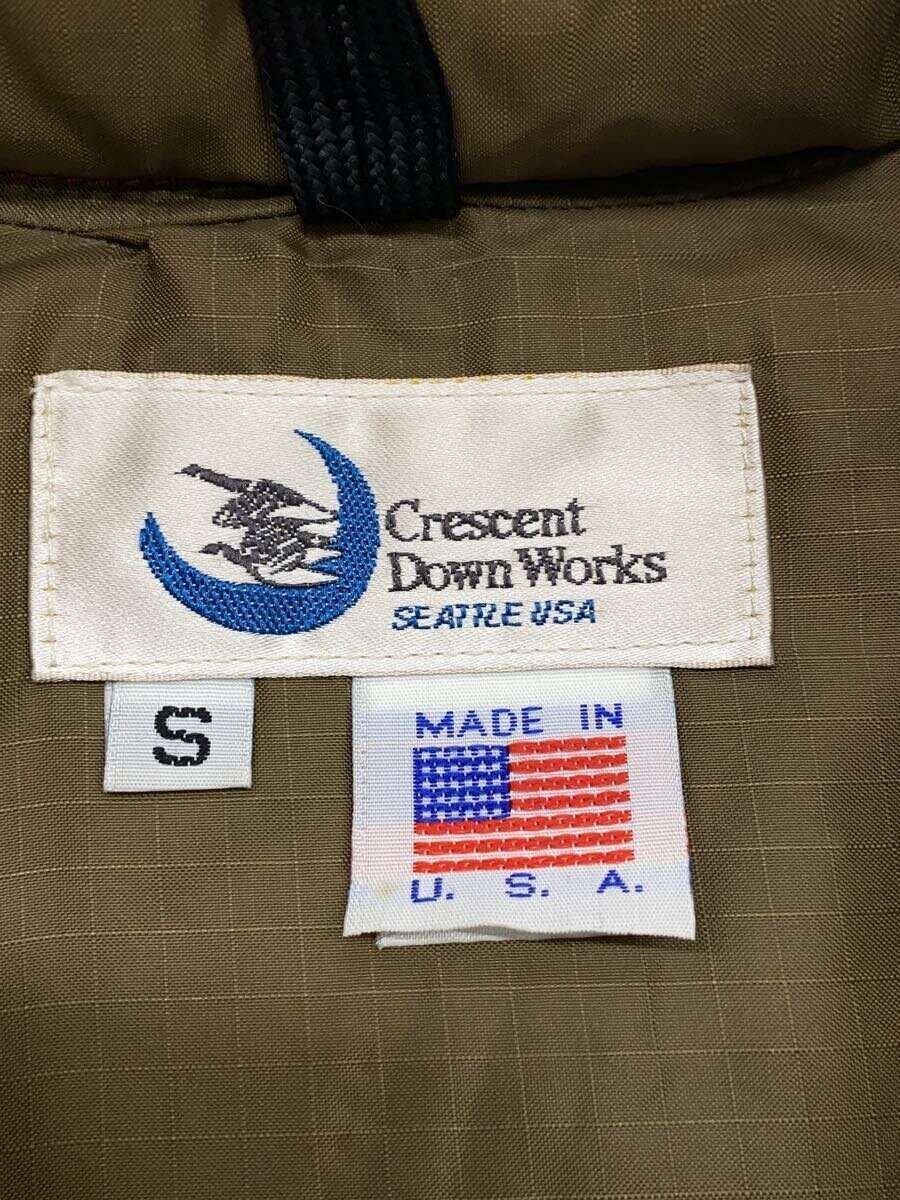 Crescent
Down Works
SEATTLE USA
S
MADE IN
U. S. A.